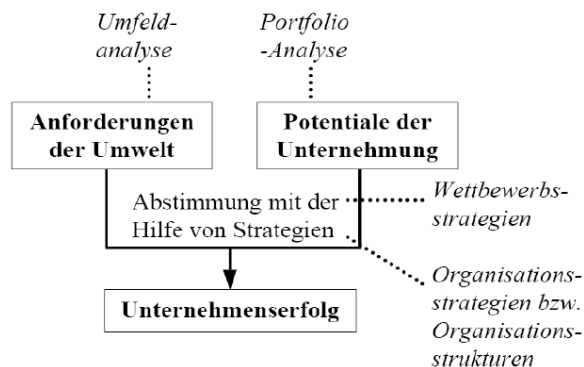 Umfeld-
analyse
Portfolio
-Analyse
Anforderungen
der Umwelt
Potentiale der
Unternehmung
Abstimmung mit der
Hilfe von Strategien
Wettbewerbs-
strategien
Organisations-
strategien bzw.
Organisations-
strukturen
Unternehmenserfolg